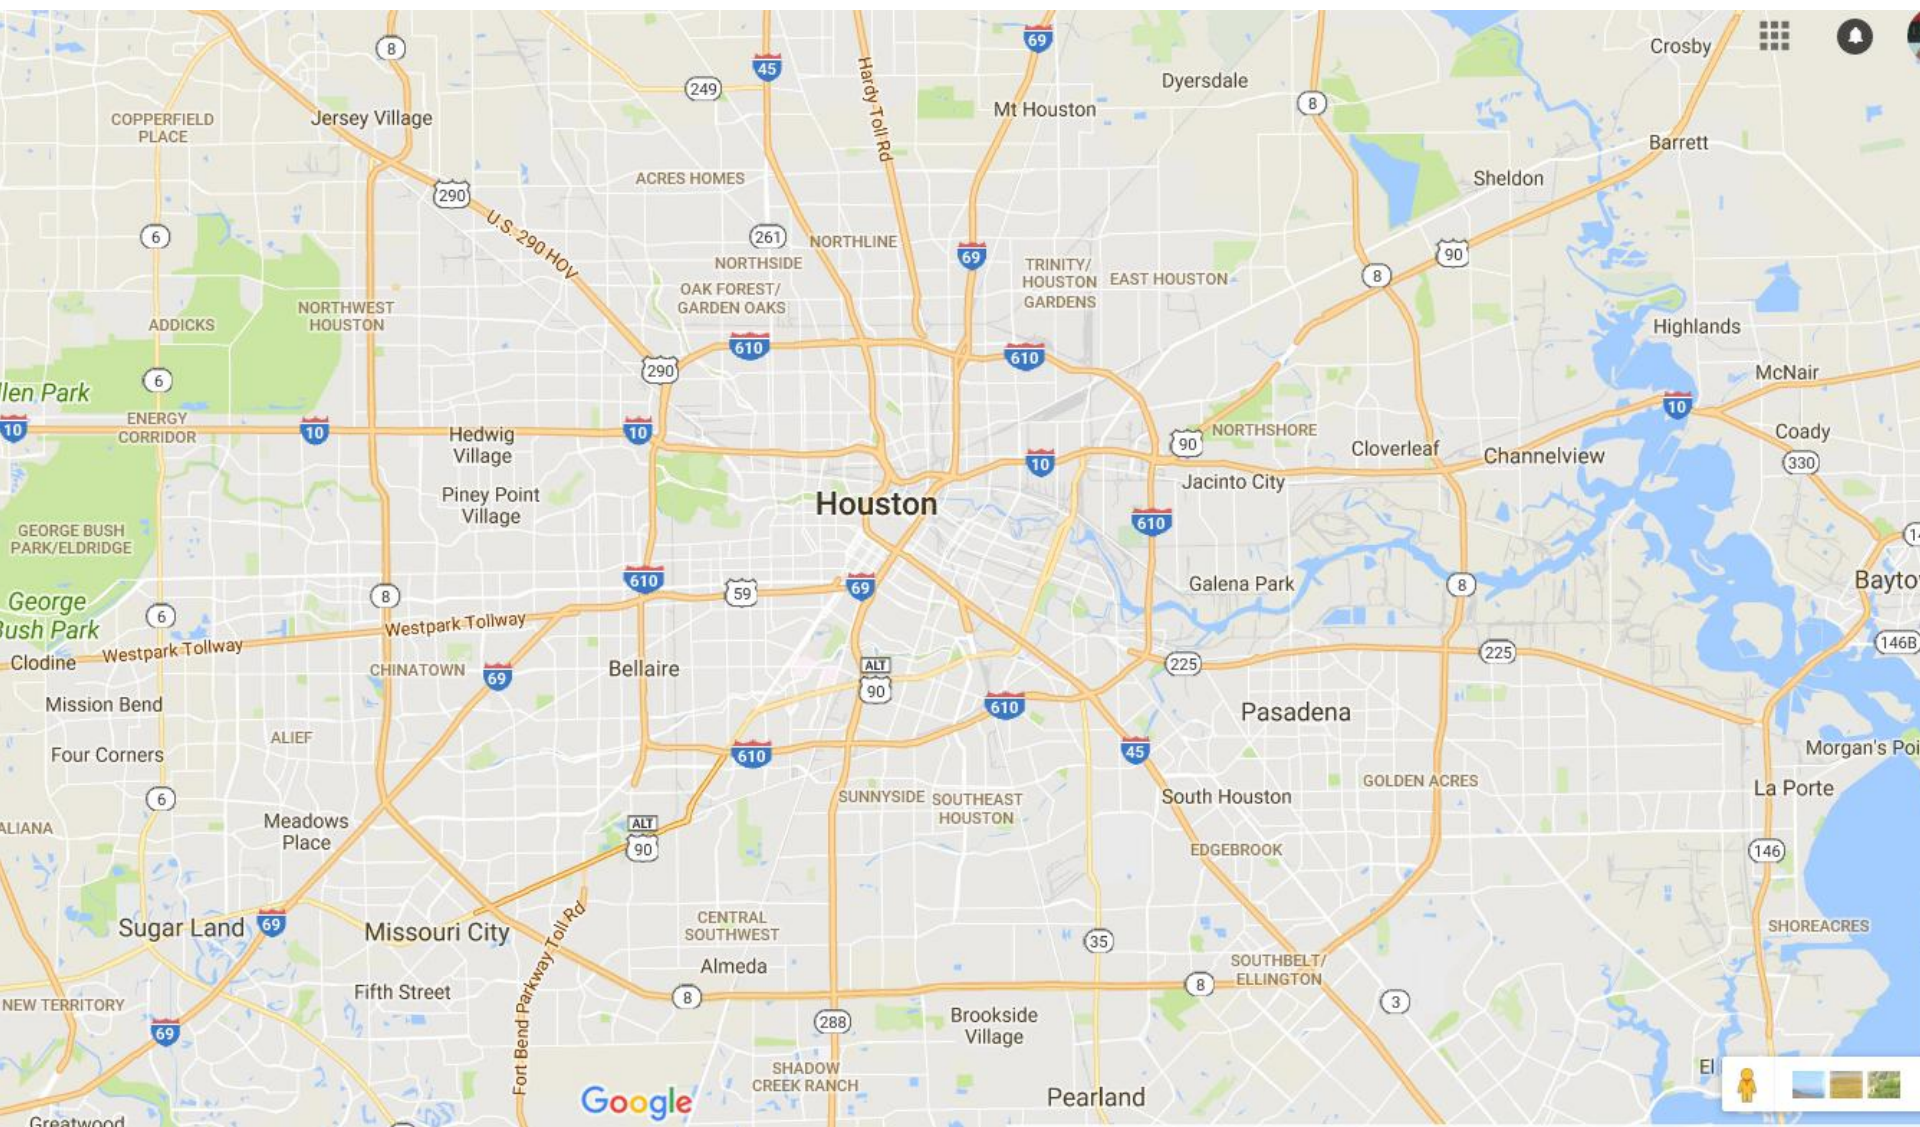 Crosby
69
8
45
Dyersdale
249
8
Mt Houston
Hardy Toll Rd
Jersey Village
COPPERFIELD
PLACE
Barrett
ACRES HOMES
Sheldon
290
U.S. 290 HOV
6
261
NORTHLINE
69
90
NORTHSIDE
TRINITY/
HOUSTON
GARDENS
EAST HOUSTON
8
OAK FOREST/
GARDEN OAKS
NORTHWEST
HOUSTON
ADDICKS
Highlands
610
610
290
McNair
6
llen Park
10
ENERGY
CORRIDOR
10
10
10
Hedwig
Village
90
NORTHSHORE
Coady
Cloverleaf
Channelview
330
10
Jacinto City
Piney Point
Village
Houston
610
GEORGE BUSH
PARK/ELDRIDGE
14
610
69
59
Galena Park
8
Bayto
George
Bush Park
8
6
Westpark Tollway
Westpark Tollway
146B
225
225
Clodine
CHINATOWN
69
Bellaire
ALT
90
Mission Bend
610
Pasadena
ALIEF
Four Corners
610
45
Morgan's Poi
GOLDEN ACRES
La Porte
6
SUNNYSIDE
SOUTHEAST
HOUSTON
South Houston
Meadows
Place
ALIANA
ALT
90
EDGEBROOK
146
Sugar Land
69
Missouri City
Fort Bend Parkway Toll Rd
CENTRAL
SOUTHWEST
35
SHOREACRES
Almeda
SOUTHBELT/
ELLINGTON
Fifth Street
8
8
3
NEW TERRITORY
69
288
Brookside
Village
El
SHADOW
CREEK RANCH
Google
Pearland
Greatwood